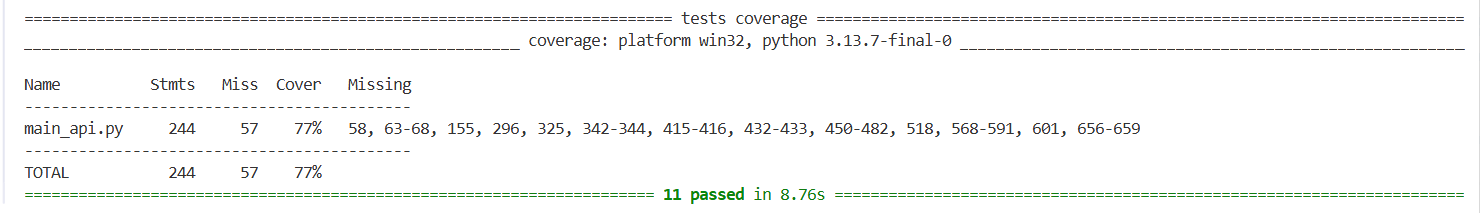 ======================================================================== tests coverage ========================================================================
_______________________________________________________ coverage: platform win32, python 3.13.7-final-0 ________________________________________________________

Name          Stmts   Miss  Cover   Missing
-------------------------------------------
main_api.py     244     57    77%   58, 63-68, 155, 296, 325, 342-344, 415-416, 432-433, 450-482, 518, 568-591, 601, 656-659
-------------------------------------------
TOTAL           244     57    77%
====================================================================== 11 passed in 8.76s ======================================================================